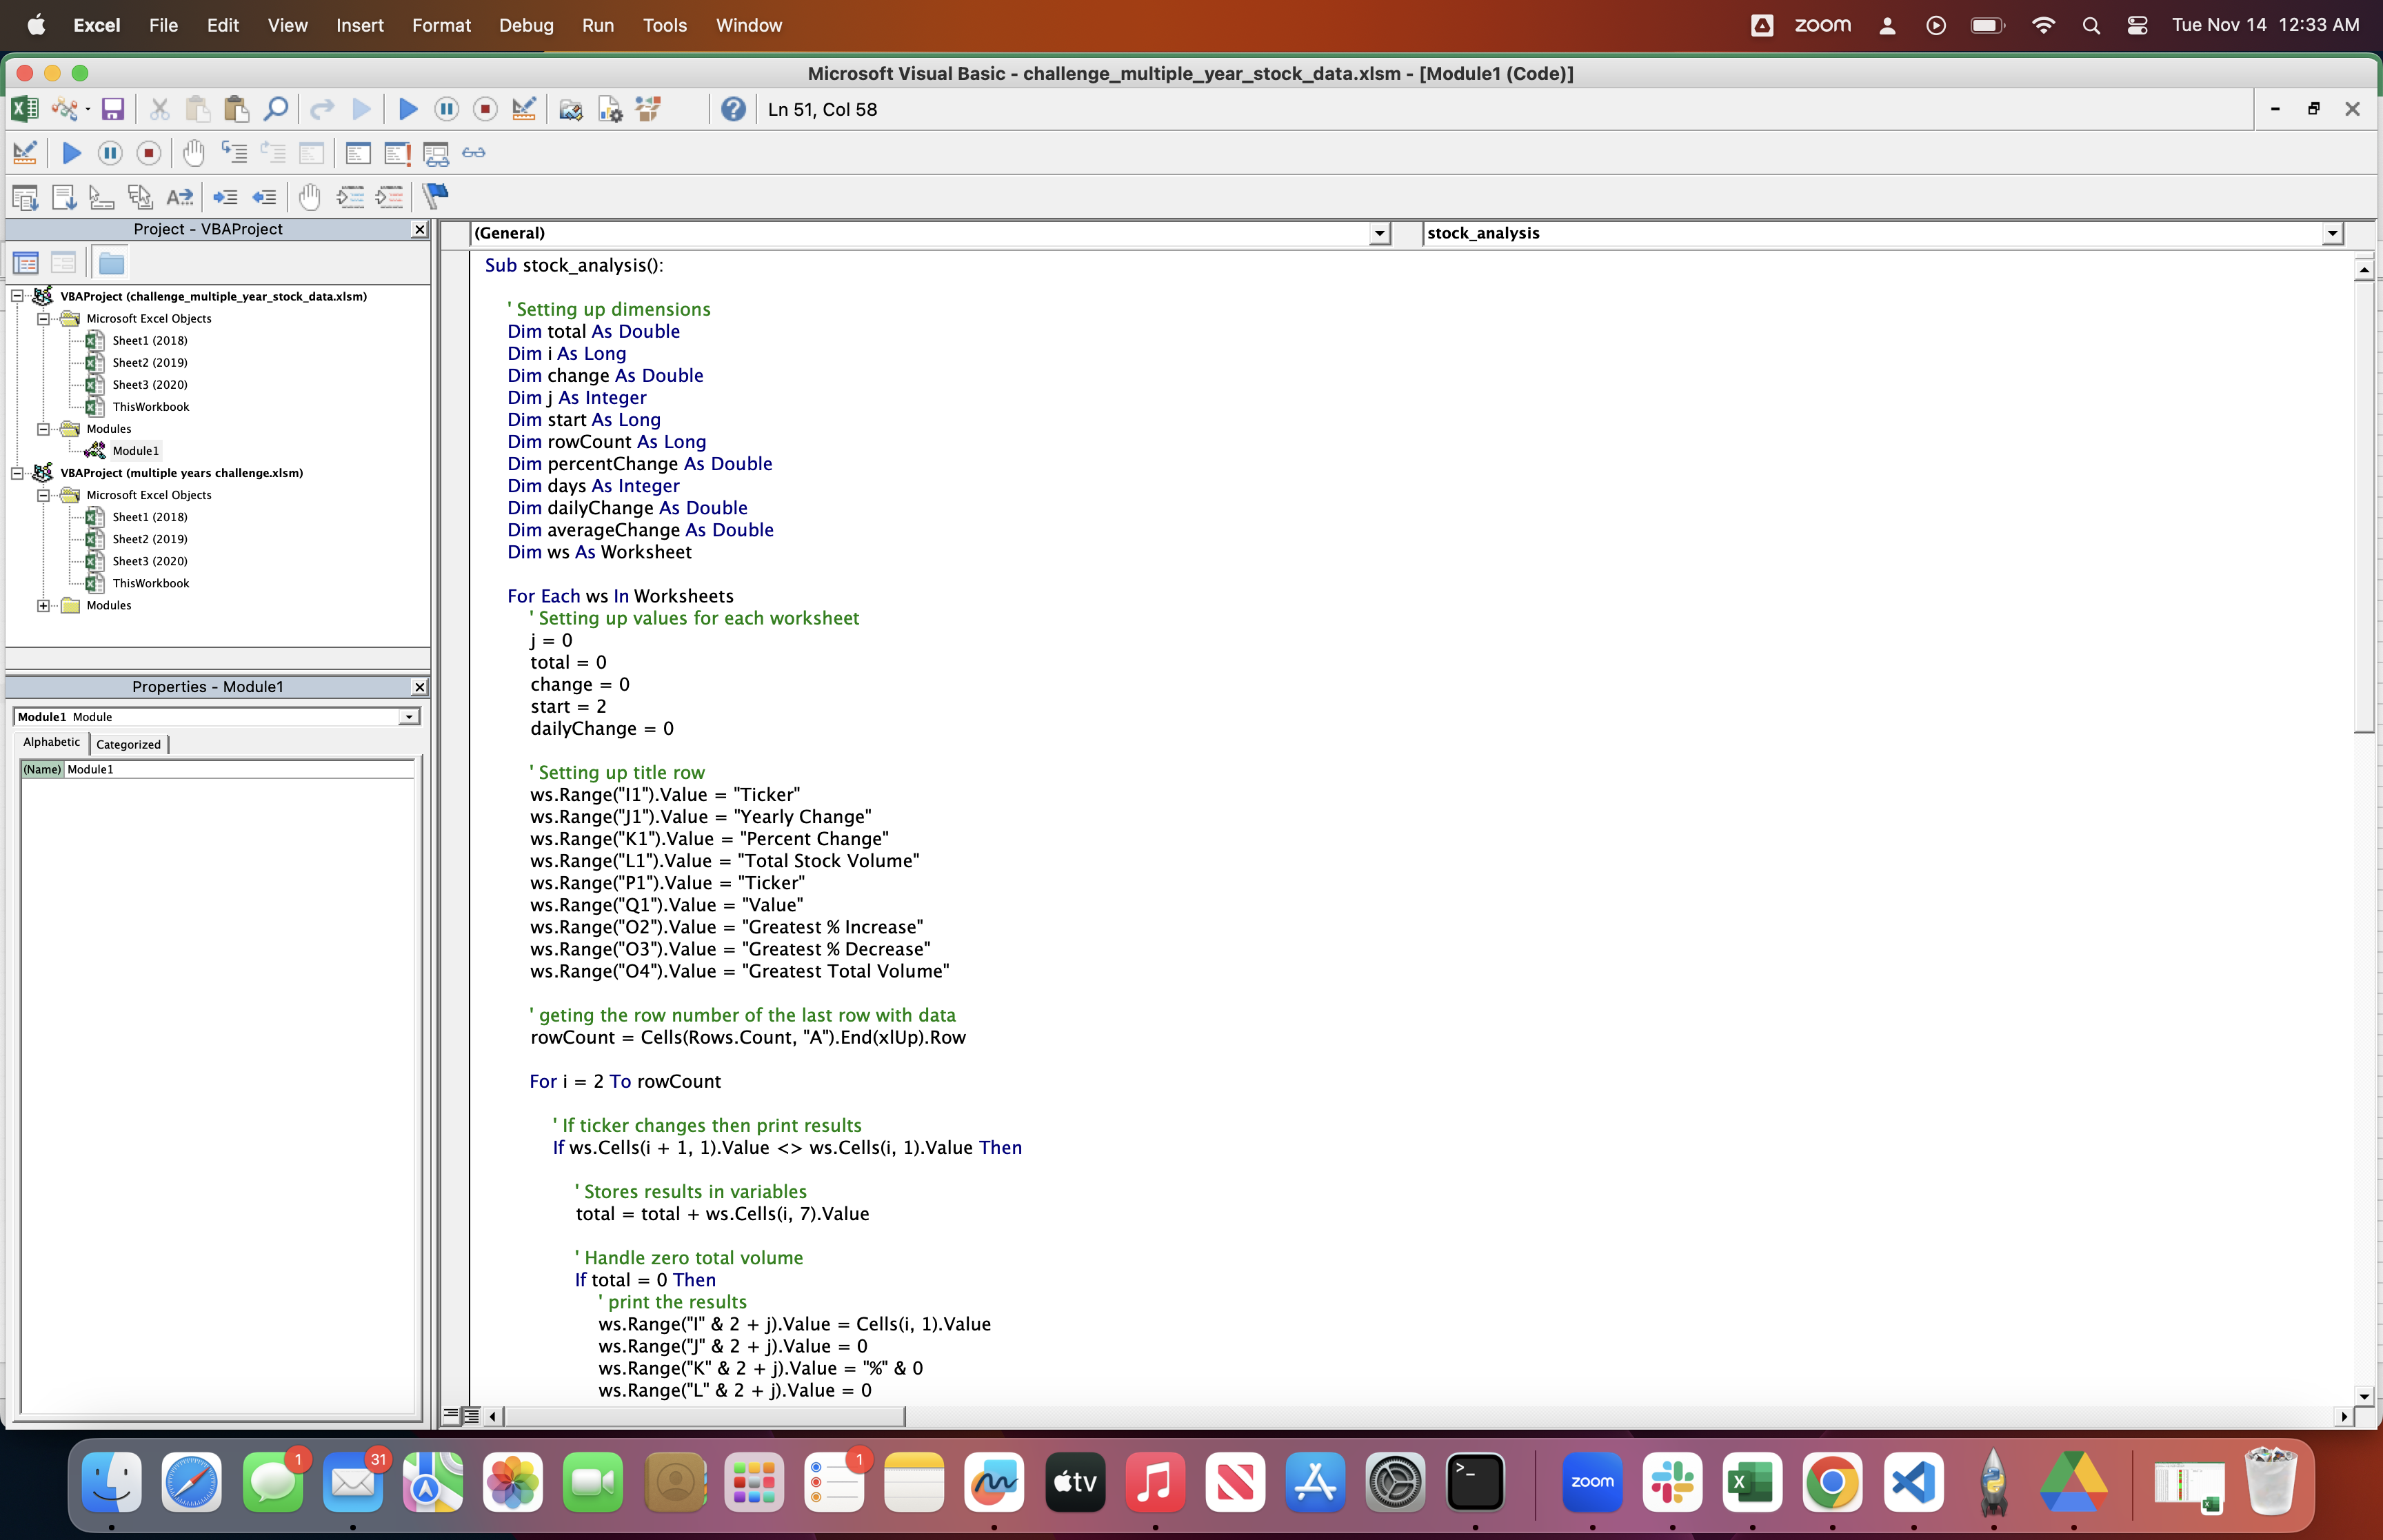 Excel File Edit View Insert Format Debug Run Tools Window zoom Tue Nov 14 12:33 AM
Microsoft Visual Basic - challenge_multiple_year_stock_data.xlsm - [Module1 (Code)]
Ln 51, Col 58
Project - VBAProject
VBAProject (challenge_multiple_year_stock_data.xlsm)
Microsoft Excel Objects
Sheet1 (2018)
Sheet2 (2019)
Sheet3 (2020)
ThisWorkbook
Modules
Module1
VBAProject (multiple years challenge.xlsm)
Microsoft Excel Objects
Sheet1 (2018)
Sheet2 (2019)
Sheet3 (2020)
ThisWorkbook
Modules
Properties - Module1
Module1 Module
Alphabetic Categorized
(Name) Module1
(General) stock_analysis
Sub stock_analysis():
' Setting up dimensions
Dim total As Double
Dim i As Long
Dim change As Double
Dim j As Integer
Dim start As Long
Dim rowCount As Long
Dim percentChange As Double
Dim days As Integer
Dim dailyChange As Double
Dim averageChange As Double
Dim ws As Worksheet
For Each ws In Worksheets
' Setting up values for each worksheet
j = 0
total = 0
change = 0
start = 2
dailyChange = 0
' Setting up title row
ws.Range("I1").Value = "Ticker"
ws.Range("J1").Value = "Yearly Change"
ws.Range("K1").Value = "Percent Change"
ws.Range("L1").Value = "Total Stock Volume"
ws.Range("P1").Value = "Ticker"
ws.Range("Q1").Value = "Value"
ws.Range("O2").Value = "Greatest % Increase"
ws.Range("O3").Value = "Greatest % Decrease"
ws.Range("O4").Value = "Greatest Total Volume"
' geting the row number of the last row with data
rowCount = Cells(Rows.Count, "A").End(xlUp).Row
For i = 2 To rowCount
' If ticker changes then print results
If ws.Cells(i + 1, 1).Value <> ws.Cells(i, 1).Value Then
' Stores results in variables
total = total + ws.Cells(i, 7).Value
' Handle zero total volume
If total = 0 Then
' print the results
ws.Range("I" & 2 + j).Value = Cells(i, 1).Value
ws.Range("J" & 2 + j).Value = 0
ws.Range("K" & 2 + j).Value = "%" & 0
ws.Range("L" & 2 + j).Value = 0
1 31 1 tv zoom